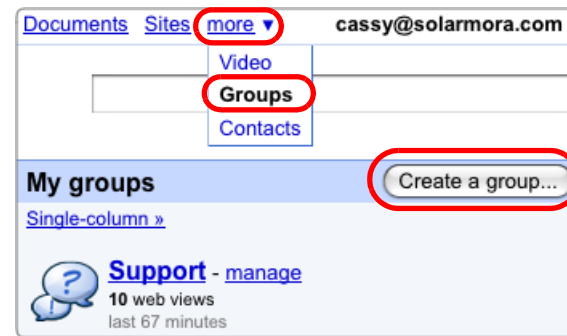 Documents Sites more ▼ cassy@solarmora.com
Video
Groups
Contacts
My groups Create a group...
Single-column »
Support - manage
10 web views
last 67 minutes